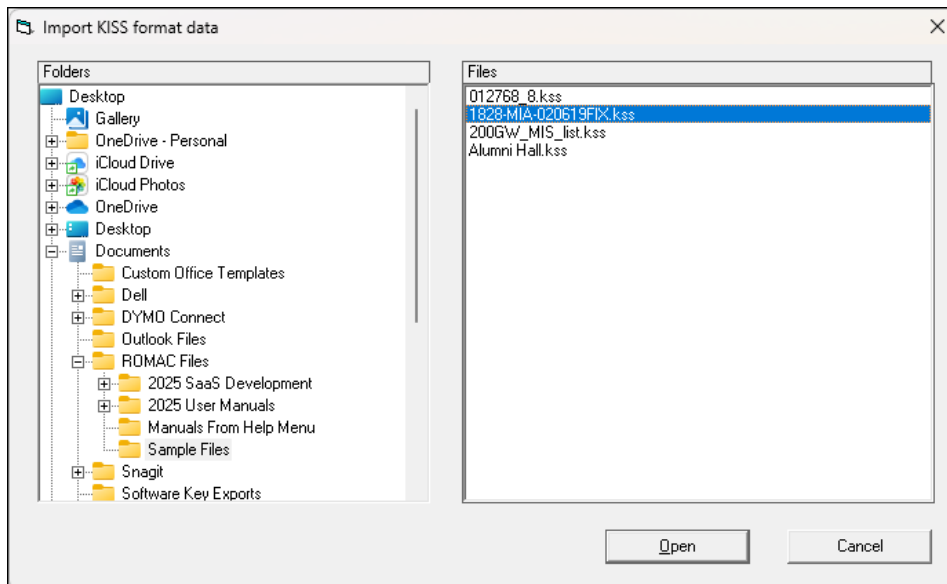 Import KISS format data
Folders
Desktop
Gallery
OneDrive - Personal
iCloud Drive
iCloud Photos
OneDrive
Desktop
Documents
Custom Office Templates
Dell
DYMO Connect
Outlook Files
ROMAC Files
2025 SaaS Development
2025 User Manuals
Manuals From Help Menu
Sample Files
Snagit
Software Key Exports
Files
012768_8.kss
1828-MIA-020619FIX.kss
200GW_MIS_list.kss
Alumni Hall.kss
Open
Cancel